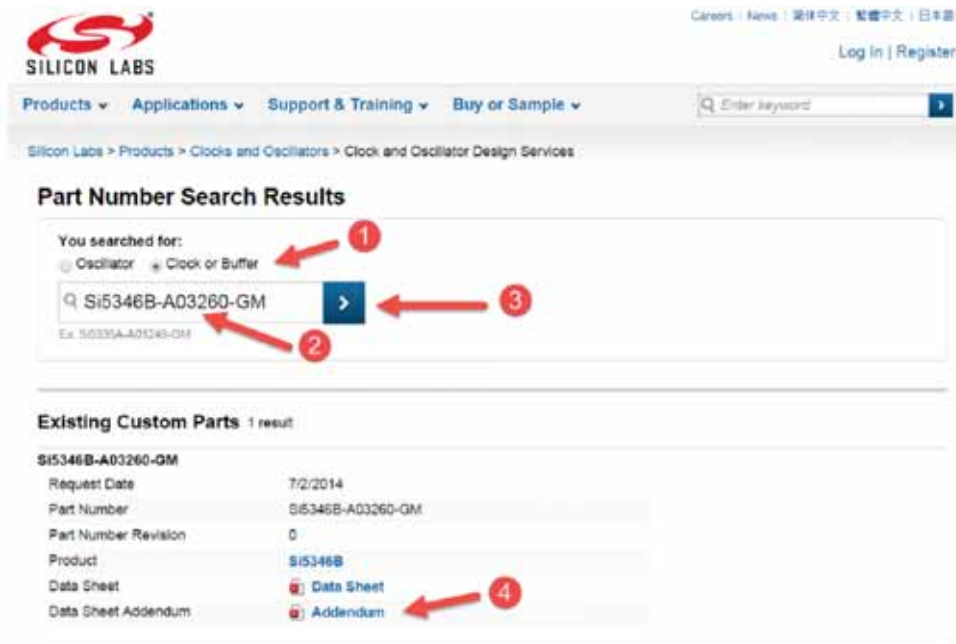 Careers | News | 简体中文 | 繁體中文 | 日本語
SILICON LABS
Log In | Register
Products Applications Support & Training Buy or Sample
Enter keyword
Silicon Labs > Products > Clocks and Oscillators > Clock and Oscillator Design Services
Part Number Search Results
You searched for:
1
Oscillator Clock or Buffer
Si5346B-A03260-GM
3
2
Existing Custom Parts 1 result
Si5346B-A03260-GM
Request Date 7/2/2014
Part Number Si5346B-A03260-GM
Part Number Revision 0
Product Si5346B
Data Sheet Data Sheet
4
Data Sheet Addendum Addendum